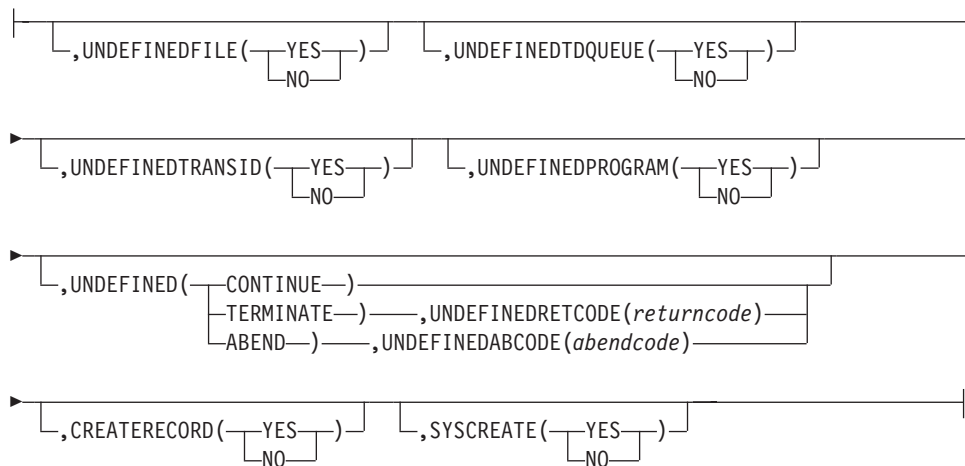 ,UNDEFINEDFILE( YES ) ,UNDEFINEDTDQUEUE( YES )
NO NO
,UNDEFINEDTRANSID( YES ) ,UNDEFINEDPROGRAM( YES )
NO NO
,UNDEFINED( CONTINUE )
TERMINATE ) ,UNDEFINEDRETCODE(returncode)
ABEND ) ,UNDEFINEDABCODE(abendcode)
,CREATERECORD( YES ) ,SYSCREATE( YES )
NO NO